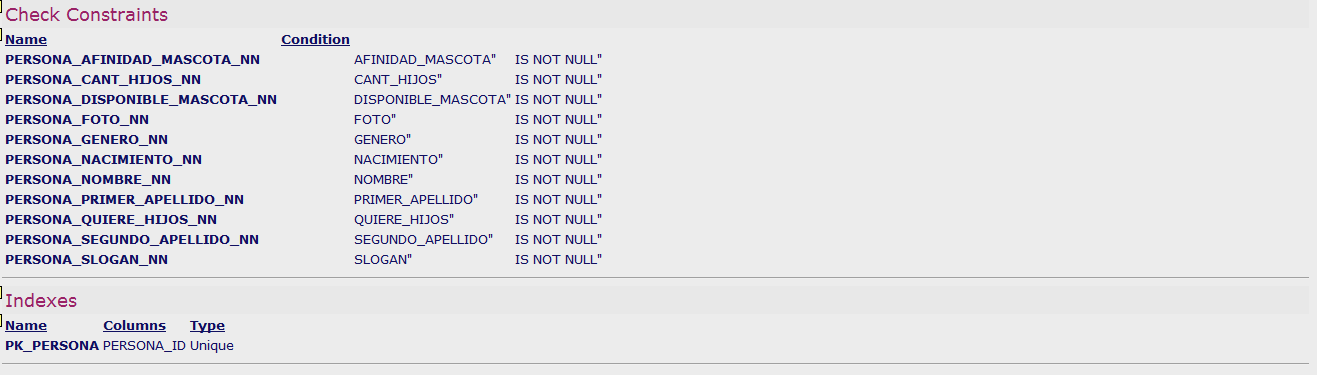 Check Constraints
Name Condition
PERSONA_AFINIDAD_MASCOTA_NN AFINIDAD_MASCOTA" IS NOT NULL"
PERSONA_CANT_HIJOS_NN CANT_HIJOS" IS NOT NULL"
PERSONA_DISPONIBLE_MASCOTA_NN DISPONIBLE_MASCOTA" IS NOT NULL"
PERSONA_FOTO_NN FOTO" IS NOT NULL"
PERSONA_GENERO_NN GENERO" IS NOT NULL"
PERSONA_NACIMIENTO_NN NACIMIENTO" IS NOT NULL"
PERSONA_NOMBRE_NN NOMBRE" IS NOT NULL"
PERSONA_PRIMER_APELLIDO_NN PRIMER_APELLIDO" IS NOT NULL"
PERSONA_QUIERE_HIJOS_NN QUIERE_HIJOS" IS NOT NULL"
PERSONA_SEGUNDO_APELLIDO_NN SEGUNDO_APELLIDO" IS NOT NULL"
PERSONA_SLOGAN_NN SLOGAN" IS NOT NULL"
Indexes
Name Columns Type
PK_PERSONA PERSONA_ID Unique